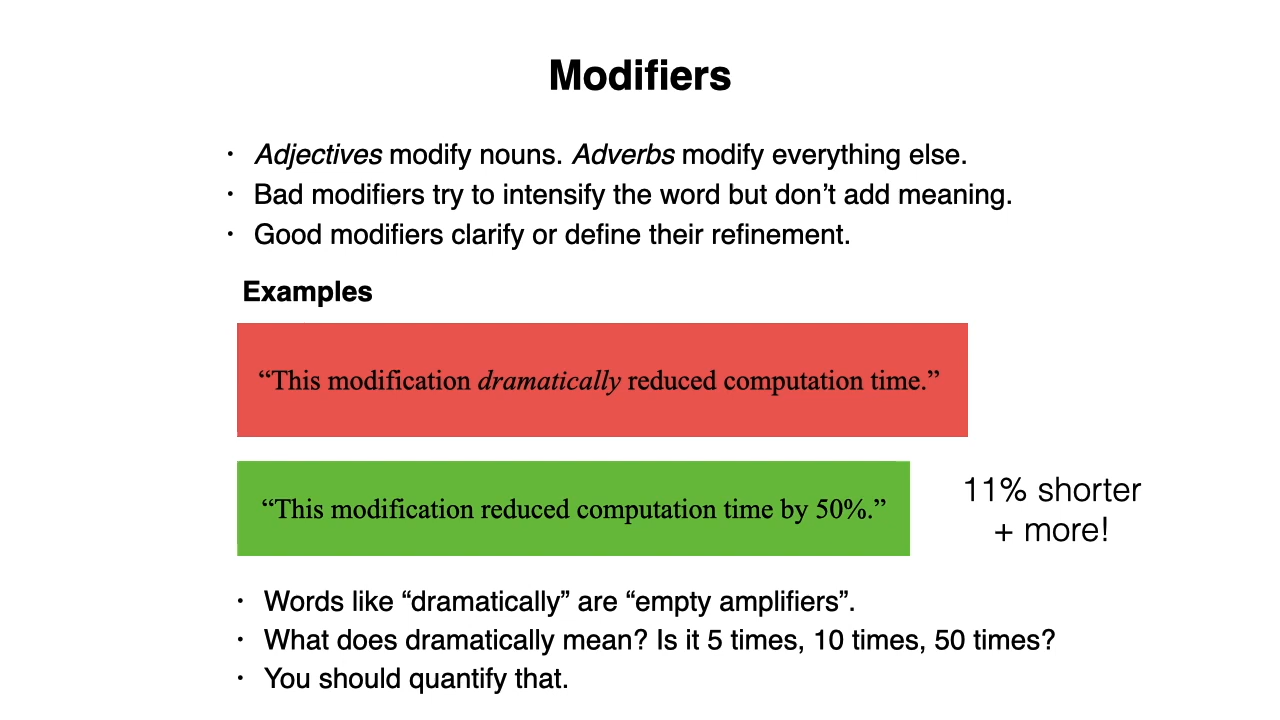 Modifiers
• Adjectives modify nouns. Adverbs modify everything else.
• Bad modifiers try to intensify the word but don’t add meaning.
• Good modifiers clarify or define their refinement.
Examples
“This modification dramatically reduced computation time.”
“This modification reduced computation time by 50%.”
11% shorter
+ more!
• Words like “dramatically” are “empty amplifiers”.
• What does dramatically mean? Is it 5 times, 10 times, 50 times?
• You should quantify that.